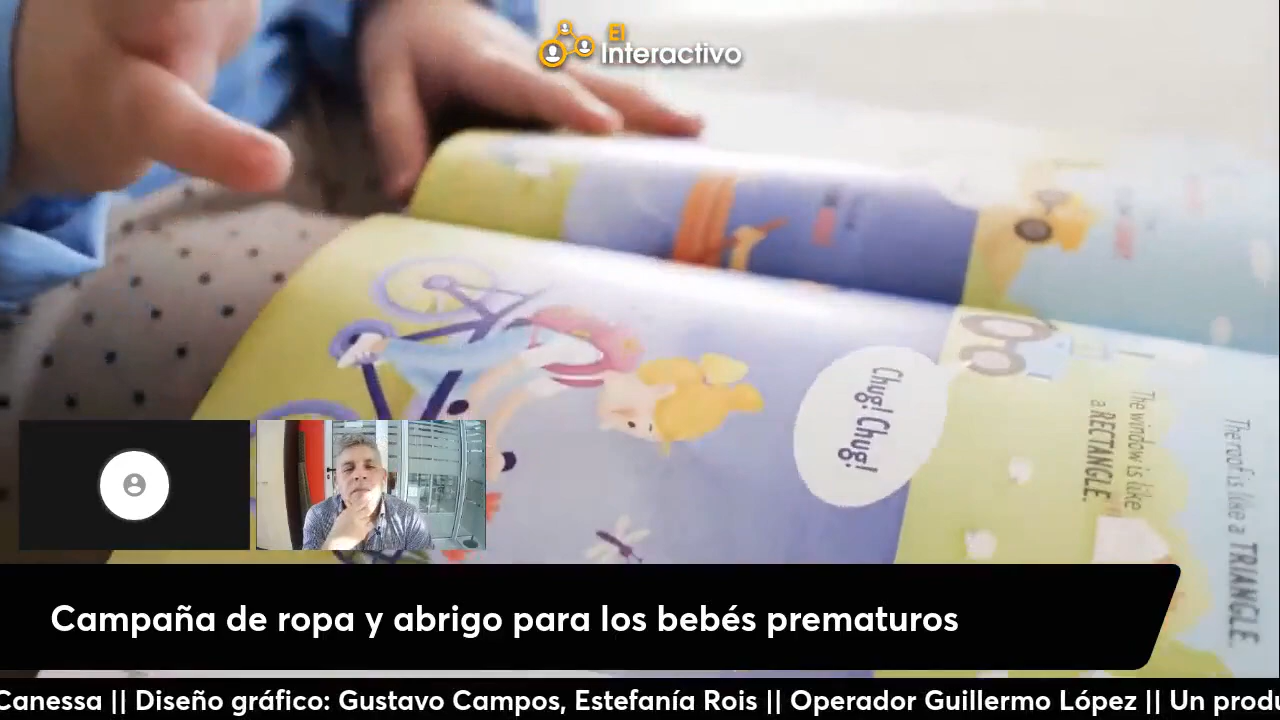 El
Interactivo
Chug! Chug!
The window is like
a RECTANGLE.
The roof is like a TRIANGLE.
Campaña de ropa y abrigo para los bebés prematuros
Canessa || Diseño gráfico: Gustavo Campos, Estefanía Rois || Operador Guillermo López || Un produ